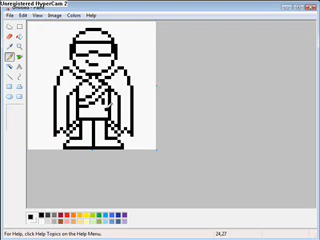 Unregistered HyperCam 2
File Edit View Image Colors Help
For Help, click Help Topics on the Help Menu.
24,27